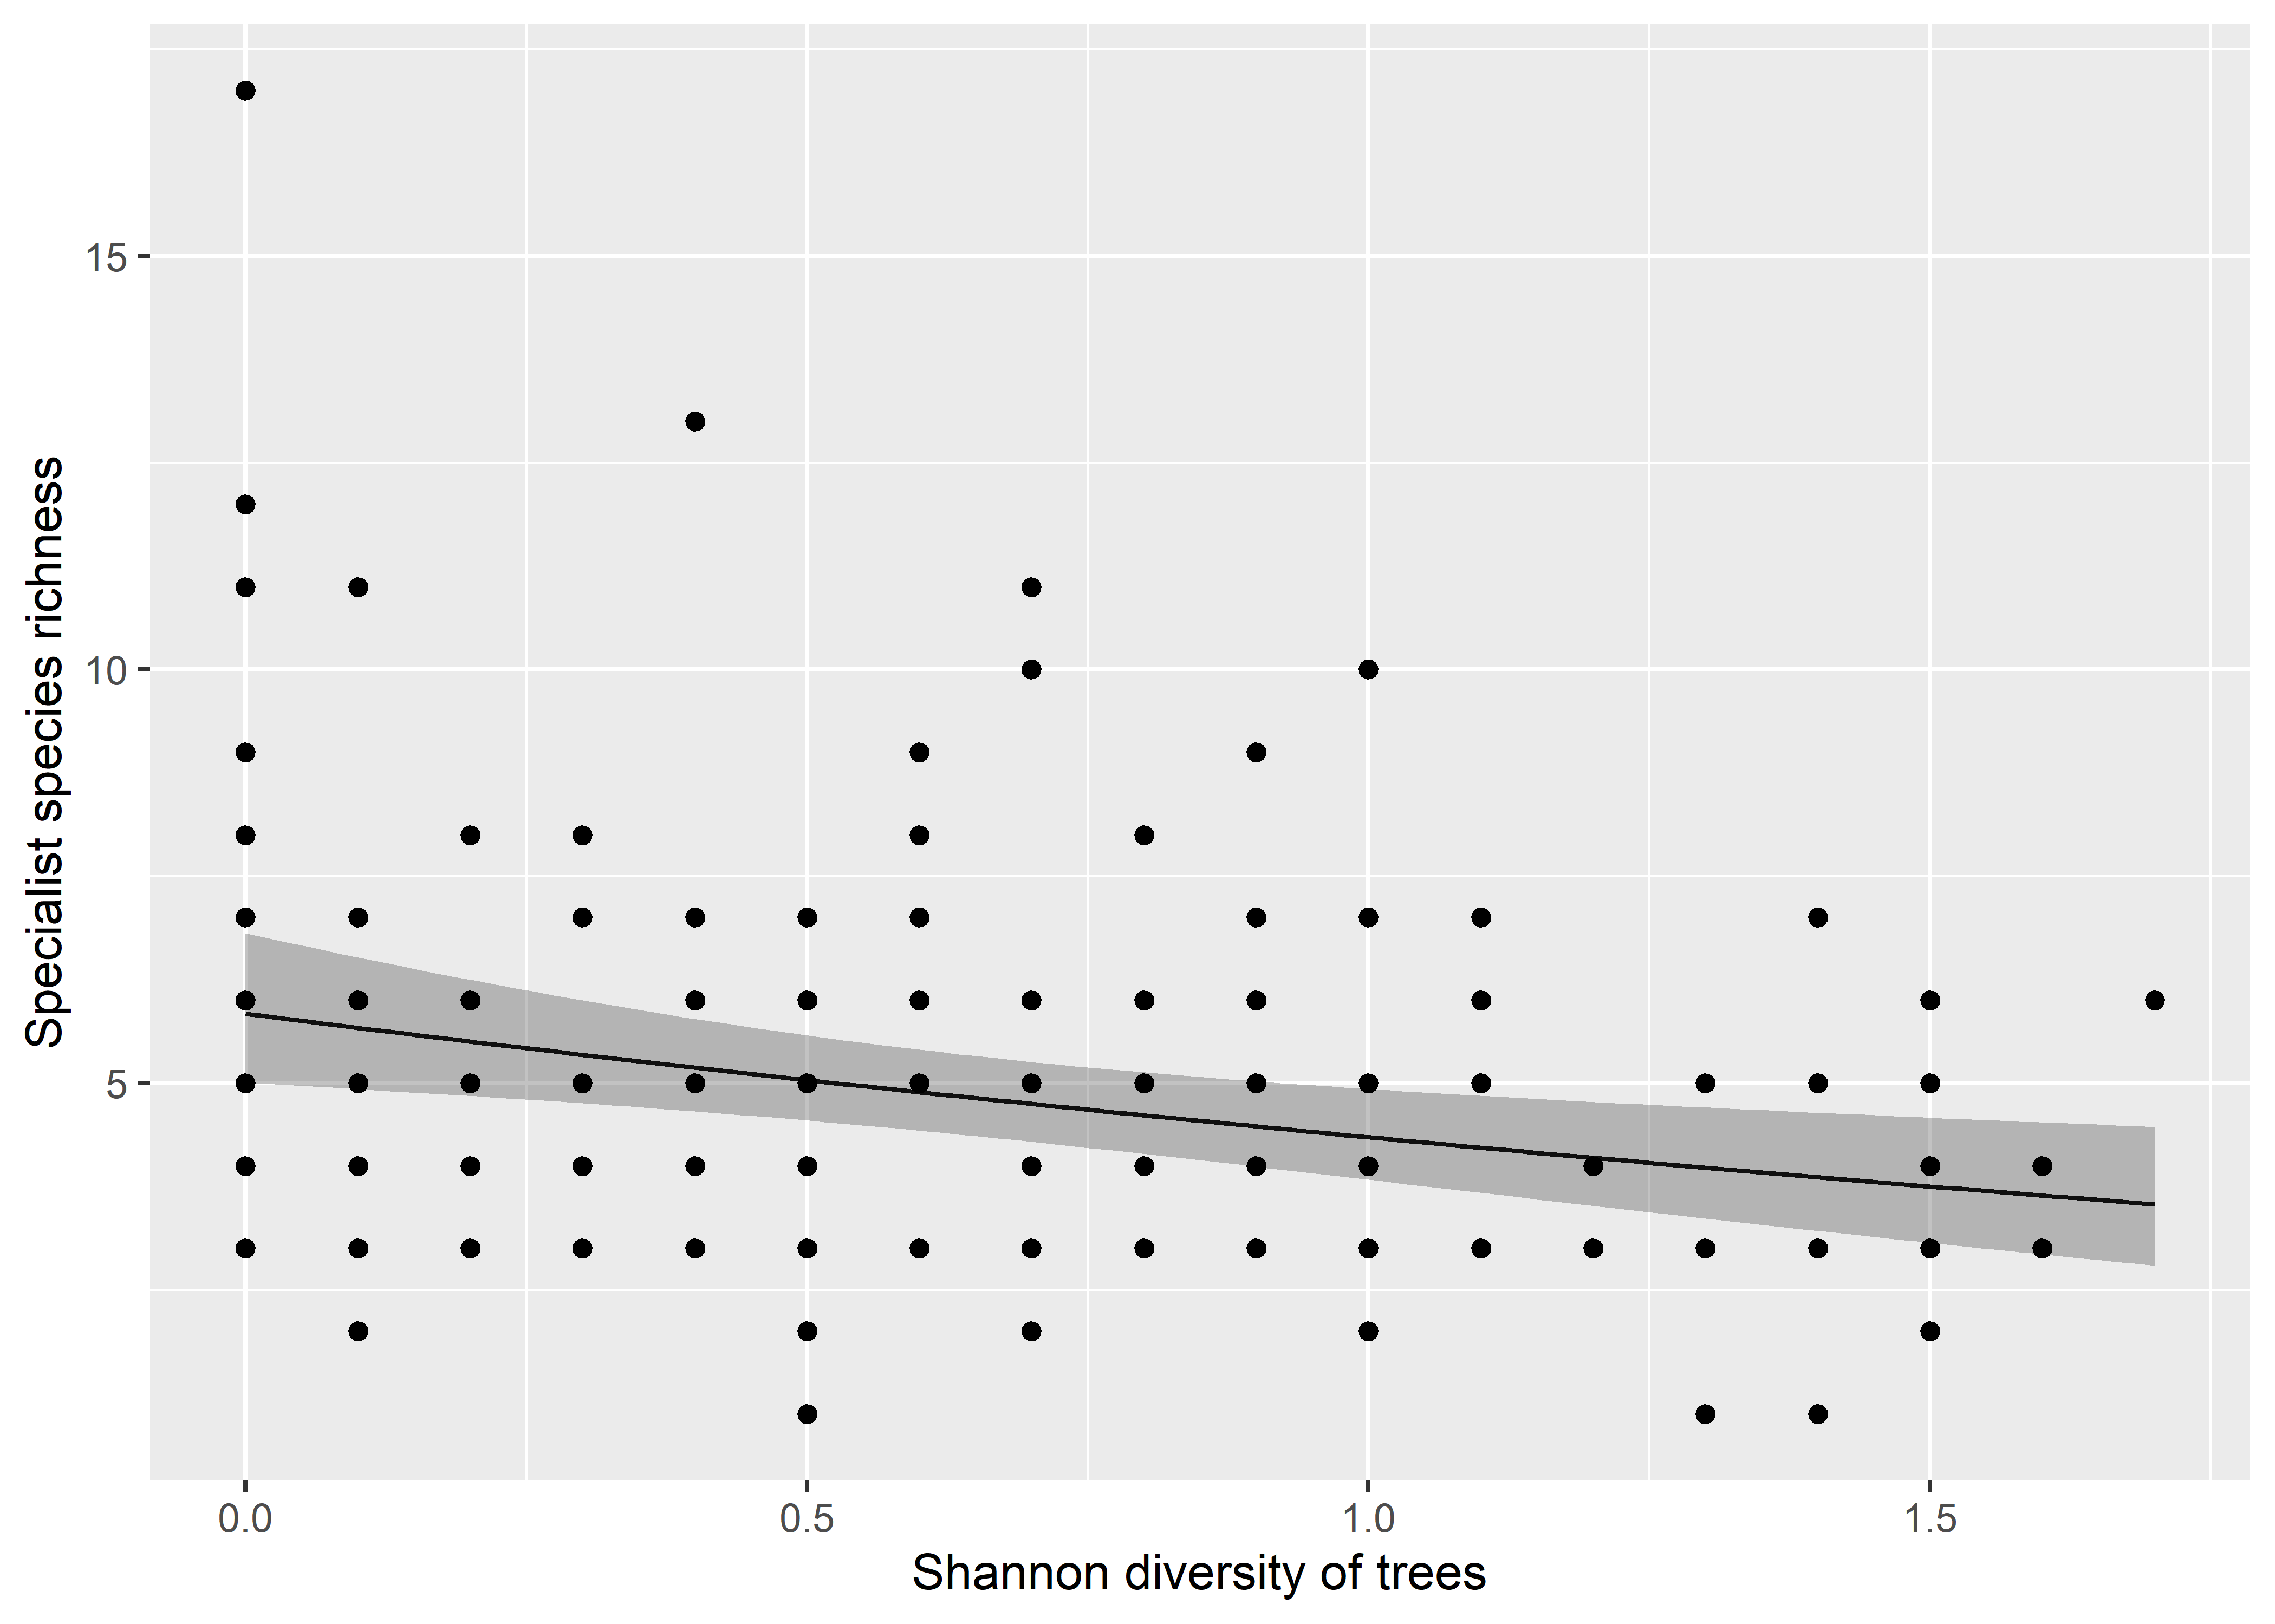 Specialist species richness
15
10
5
0.0 0.5 1.0 1.5
Shannon diversity of trees